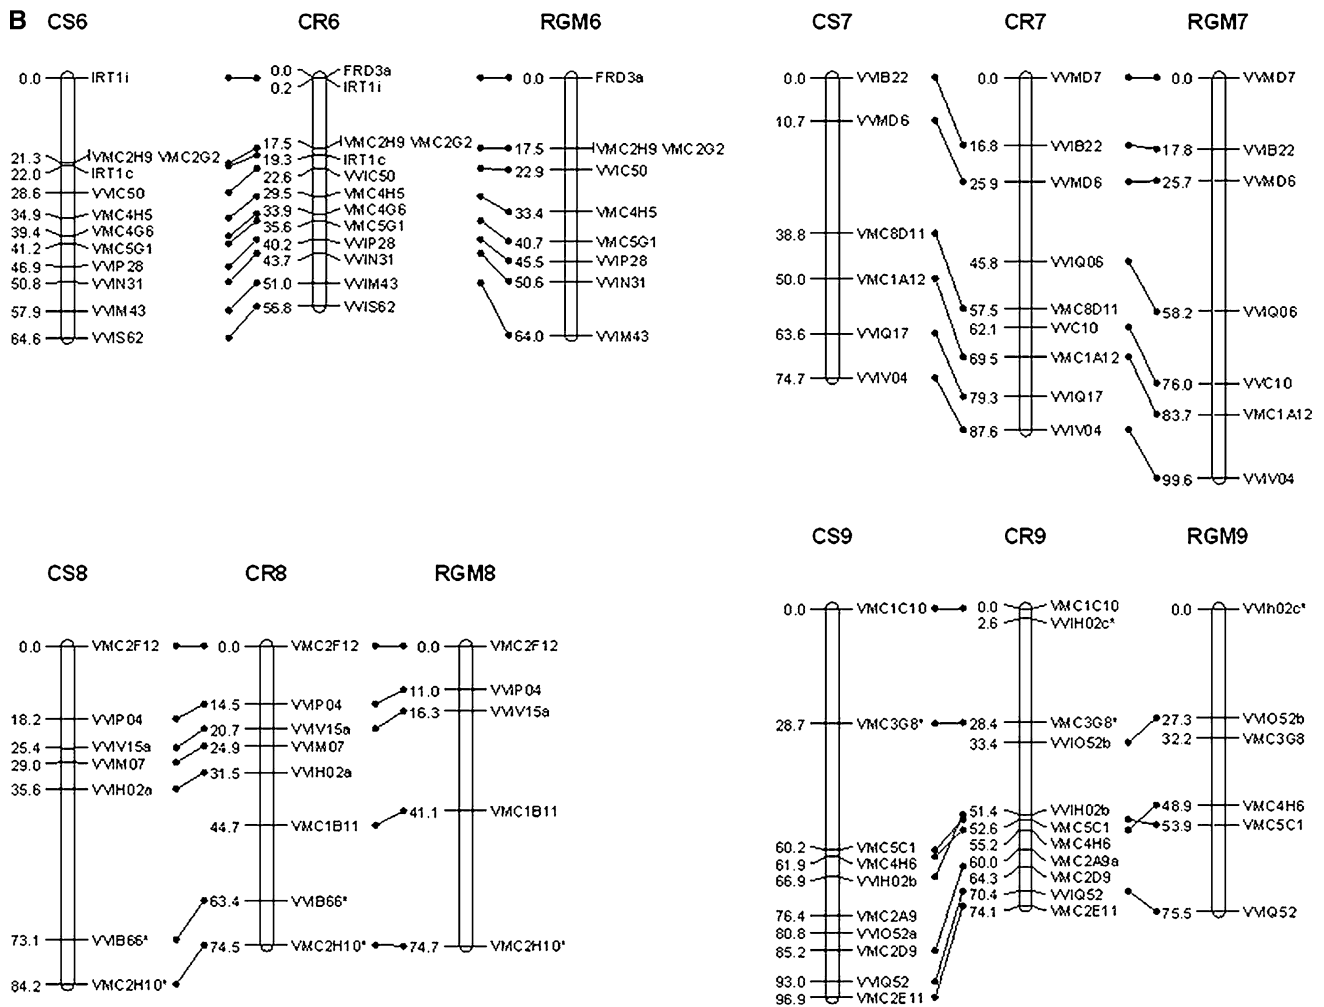 B
CS6
CR6
RGM6
0.0 IRT1i
21.3 VMC2H9 VMC2G2
22.0 IRT1c
28.6 VVIC50
34.9 VMC4H5
39.4 VMC4G6
41.2 VMC5G1
46.9 VVIP28
50.8 VVIN31
57.9 VVIM43
64.6 VVIS62
0.0 FRD3a
0.2 IRT1i
17.5 VMC2H9 VMC2G2
19.3 IRT1c
22.6 VVIC50
29.5 VMC4H5
33.9 VMC4G6
35.6 VMC5G1
40.2 VVIP28
43.7 VVIN31
51.0 VVIM43
56.8 VVIS62
0.0 FRD3a
17.5 VMC2H9 VMC2G2
22.9 VVIC50
33.4 VMC4H5
40.7 VMC5G1
45.5 VVIP28
50.6 VVIN31
64.0 VVIM43
CS7
CR7
RGM7
0.0 VVIB22
10.7 VVMD6
38.8 VMC8D11
50.0 VMC1A12
63.6 VVIQ17
74.7 VVIV04
0.0 VVMD7
16.8 VVIB22
25.9 VVMD6
45.8 VVIQ06
57.5 VMC8D11
62.1 VVC10
69.5 VMC1A12
79.3 VVIQ17
87.6 VVIV04
0.0 VVMD7
17.8 VVIB22
25.7 VVMD6
58.2 VVIQ06
76.0 VVC10
83.7 VMC1A12
99.6 VVIV04
CS8
CR8
RGM8
0.0 VMC2F12
18.2 VVIP04
25.4 VVIV15a
29.0 VVIM07
35.6 VVIH02a
73.1 VVIB66*
84.2 VMC2H10*
0.0 VMC2F12
14.5 VVIP04
20.7 VVIV15a
24.9 VVIM07
31.5 VVIH02a
44.7 VMC1B11
63.4 VVIB66*
74.5 VMC2H10*
0.0 VMC2F12
11.0 VVIP04
16.3 VVIV15a
41.1 VMC1B11
74.7 VMC2H10*
CS9
CR9
RGM9
0.0 VMC1C10
28.7 VMC3G8*
60.2 VMC5C1
61.9 VMC4H6
66.9 VVIH02b
76.4 VMC2A9
80.8 VVIO52a
85.2 VMC2D9
93.0 VVIQ52
96.9 VMC2E11
0.0 VMC1C10
2.6 VVIH02c*
28.4 VMC3G8*
33.4 VVIO52b
51.4 VVIH02b
52.6 VMC5C1
55.2 VMC4H6
60.0 VMC2A9a
64.3 VMC2D9
70.4 VVIQ52
74.1 VMC2E11
0.0 VVIh02c*
27.3 VVIO52b
32.2 VMC3G8
48.9 VMC4H6
53.9 VMC5C1
75.5 VVIQ52